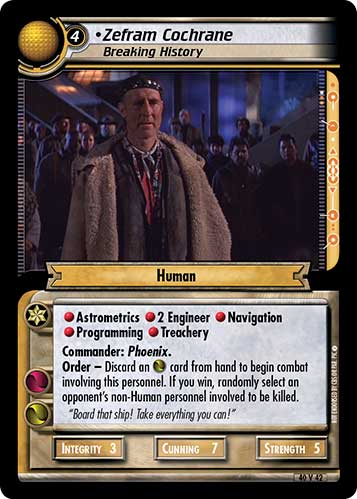 4
•Zefram Cochrane
Breaking History
Human
Astrometrics 2 Engineer Navigation
Programming Treachery
Commander: Phoenix.
Order – Discard an card from hand to begin combat
involving this personnel. If you win, randomly select an
opponent's non-Human personnel involved to be killed.
"Board that ship! Take everything you can!"
INTEGRITY 3 CUNNING 7 STRENGTH 5
40 V 42